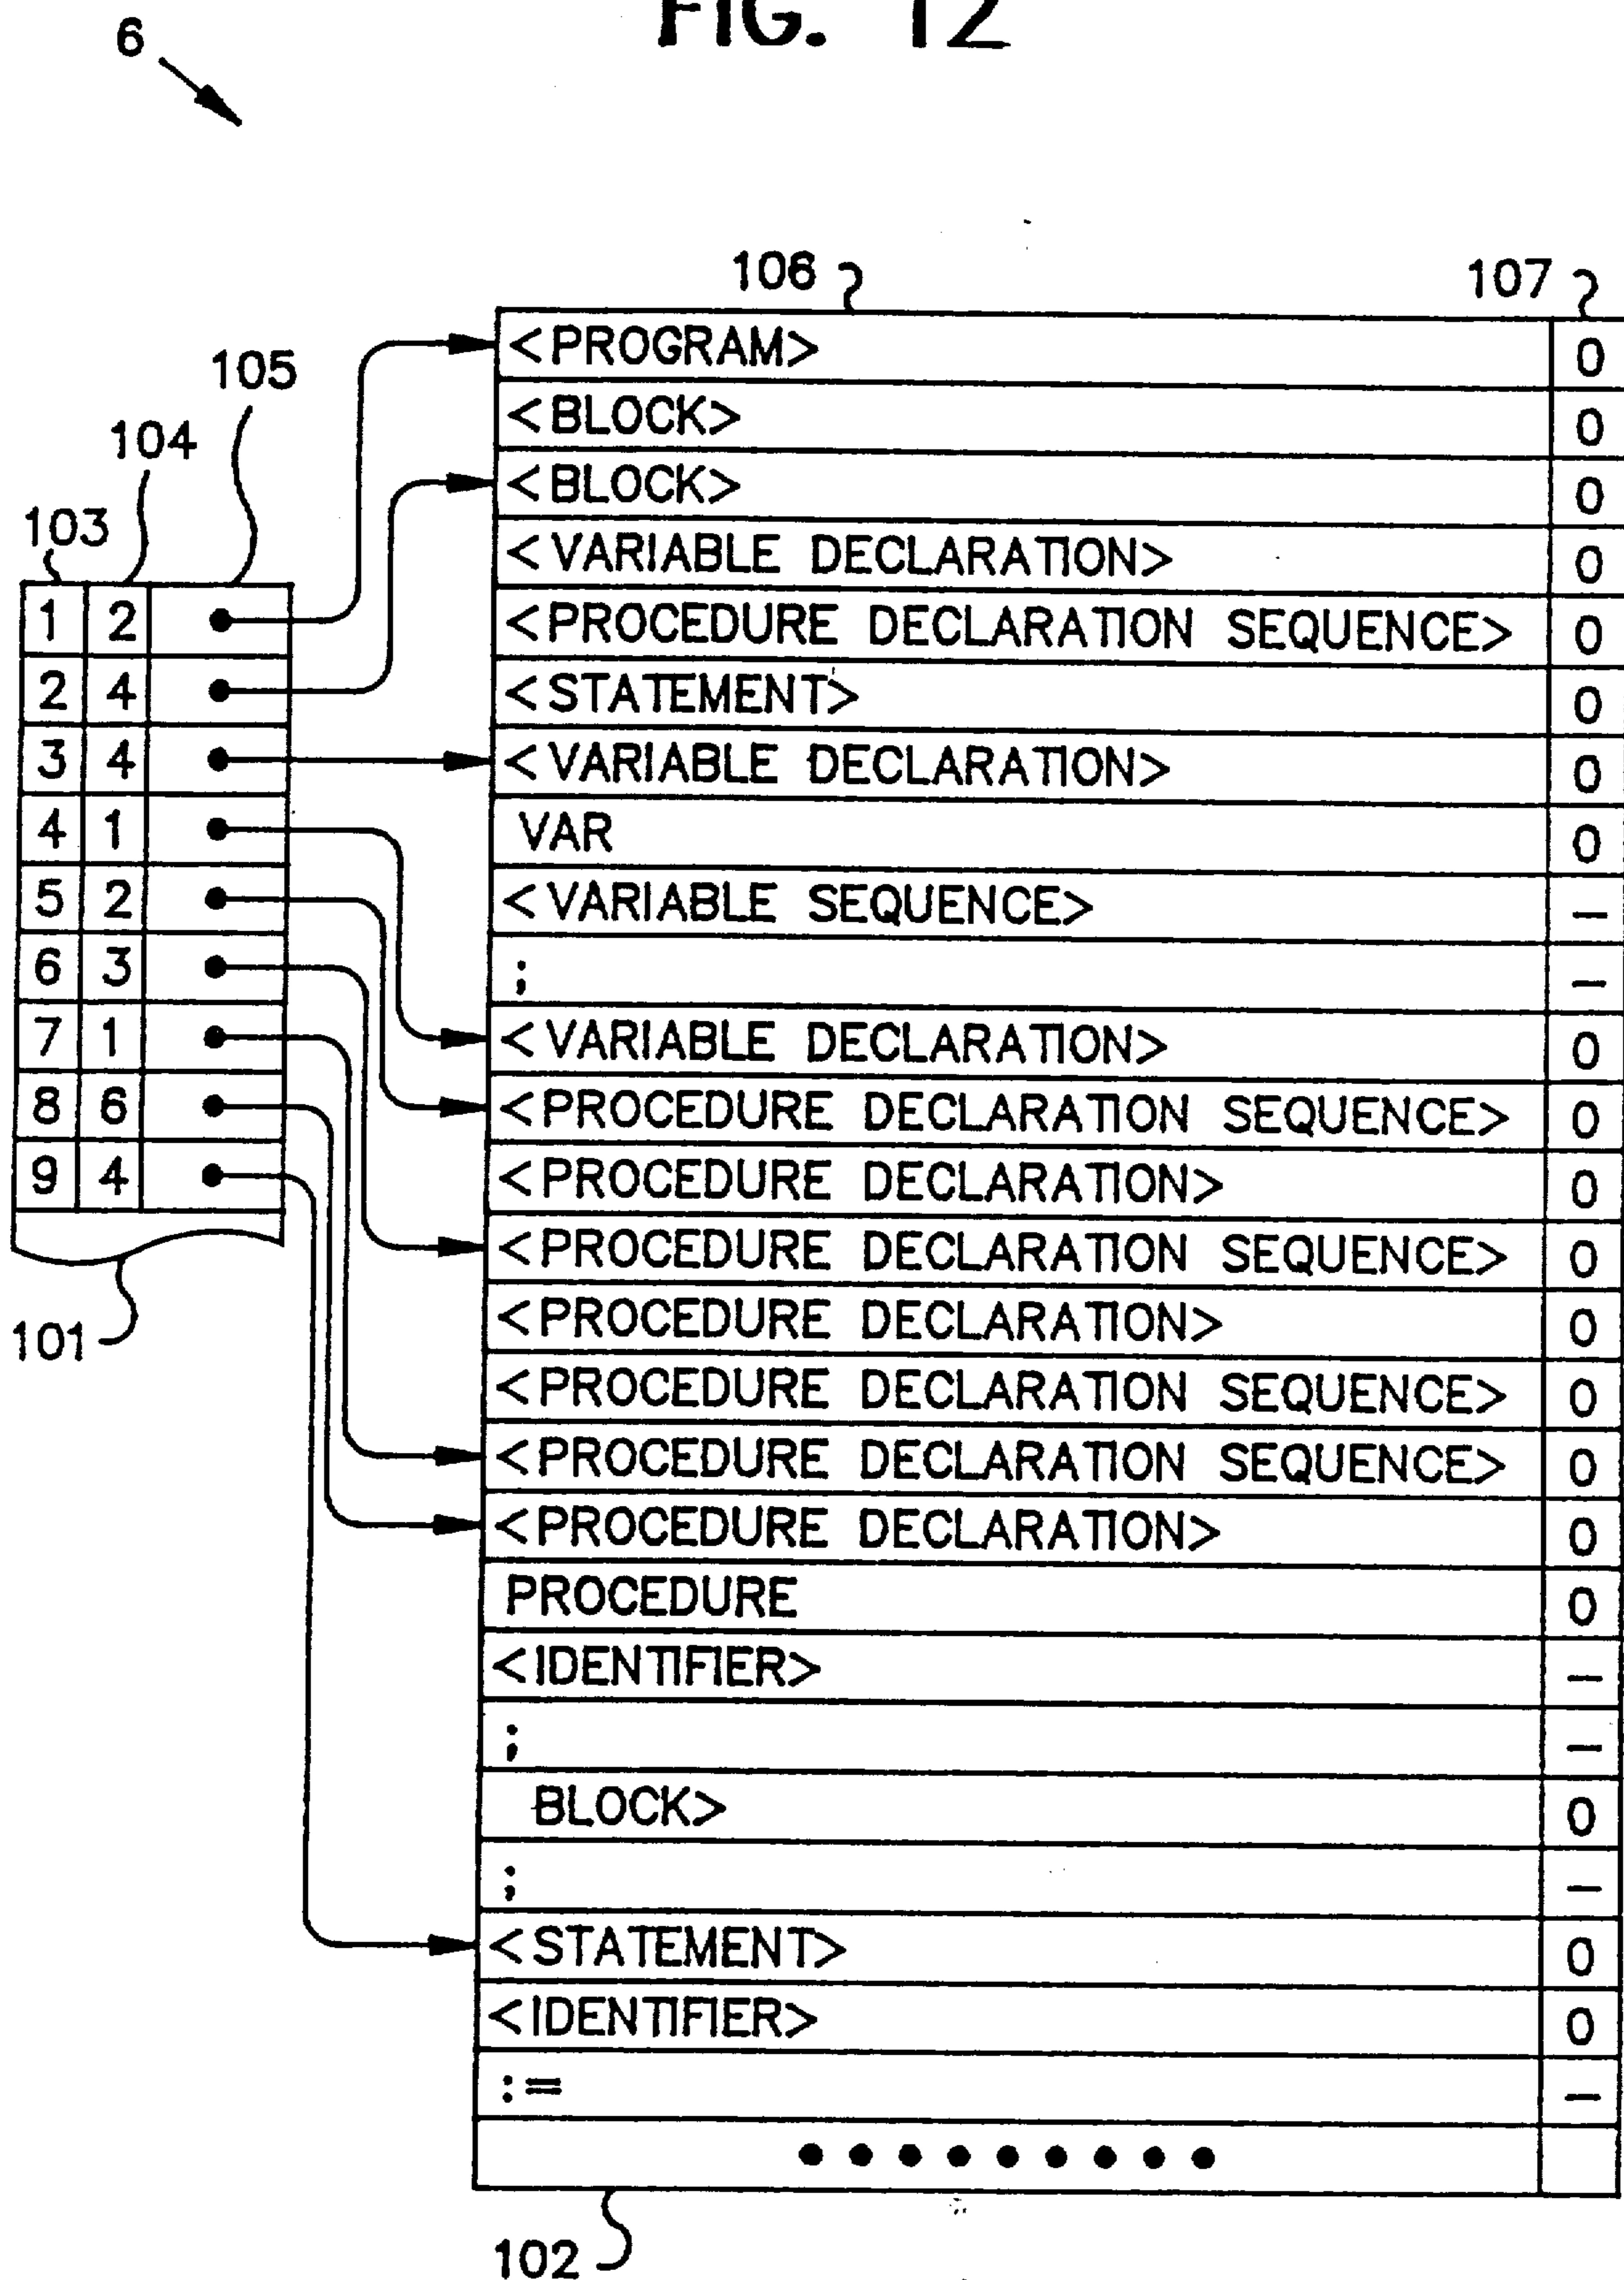 FIG. 12
6
106
107
<PROGRAM> 0
<BLOCK> 0
<BLOCK> 0
<VARIABLE DECLARATION> 0
<PROCEDURE DECLARATION SEQUENCE> 0
<STATEMENT> 0
<VARIABLE DECLARATION> 0
VAR 0
<VARIABLE SEQUENCE> –
; –
<VARIABLE DECLARATION> 0
<PROCEDURE DECLARATION SEQUENCE> 0
<PROCEDURE DECLARATION> 0
<PROCEDURE DECLARATION SEQUENCE> 0
<PROCEDURE DECLARATION> 0
<PROCEDURE DECLARATION SEQUENCE> 0
<PROCEDURE DECLARATION SEQUENCE> 0
<PROCEDURE DECLARATION> 0
PROCEDURE 0
<IDENTIFIER> –
; –
BLOCK> 0
; –
<STATEMENT> 0
<IDENTIFIER> 0
:= –
105
104
103
1 2
2 4
3 4
4 1
5 2
6 3
7 1
8 6
9 4
101
102